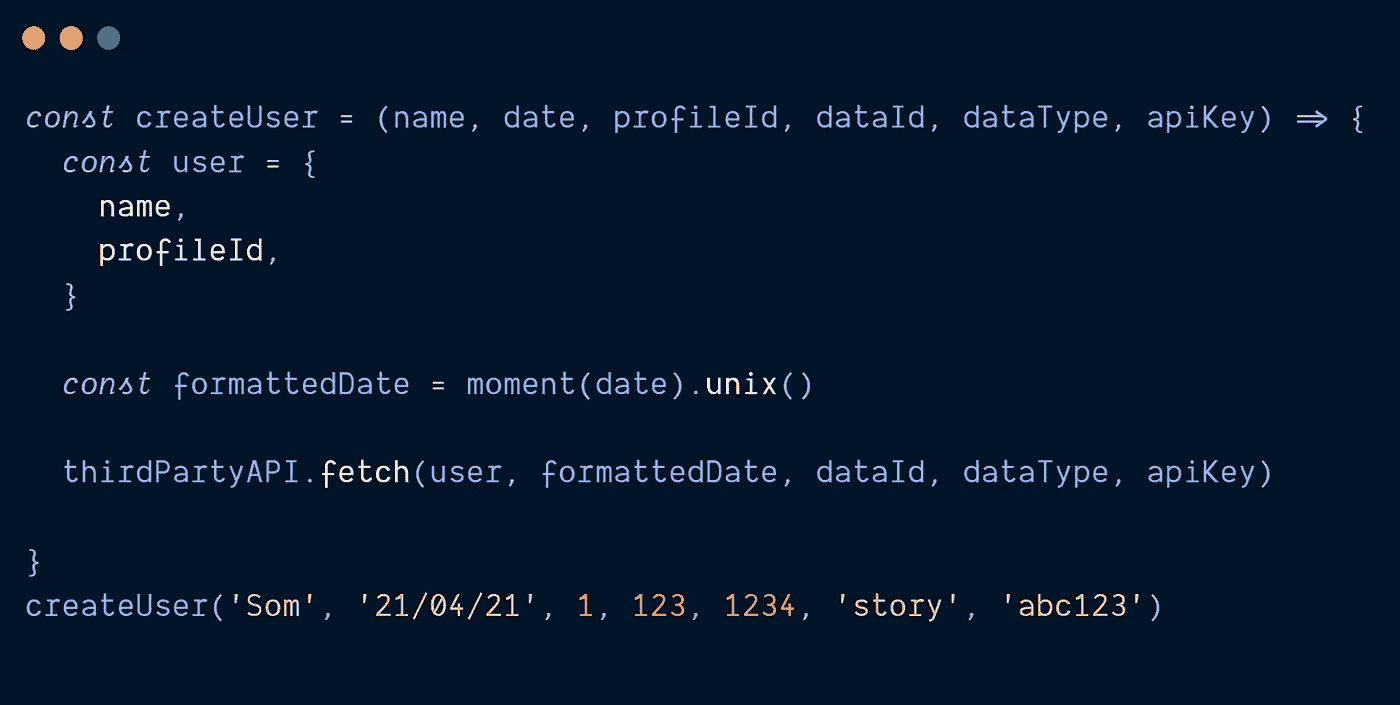 const createUser = (name, date, profileId, dataId, dataType, apiKey) => {
  const user = {
    name,
    profileId,
  }

  const formattedDate = moment(date).unix()

  thirdPartyAPI.fetch(user, formattedDate, dataId, dataType, apiKey)

}
createUser('Som', '21/04/21', 1, 123, 1234, 'story', 'abc123')